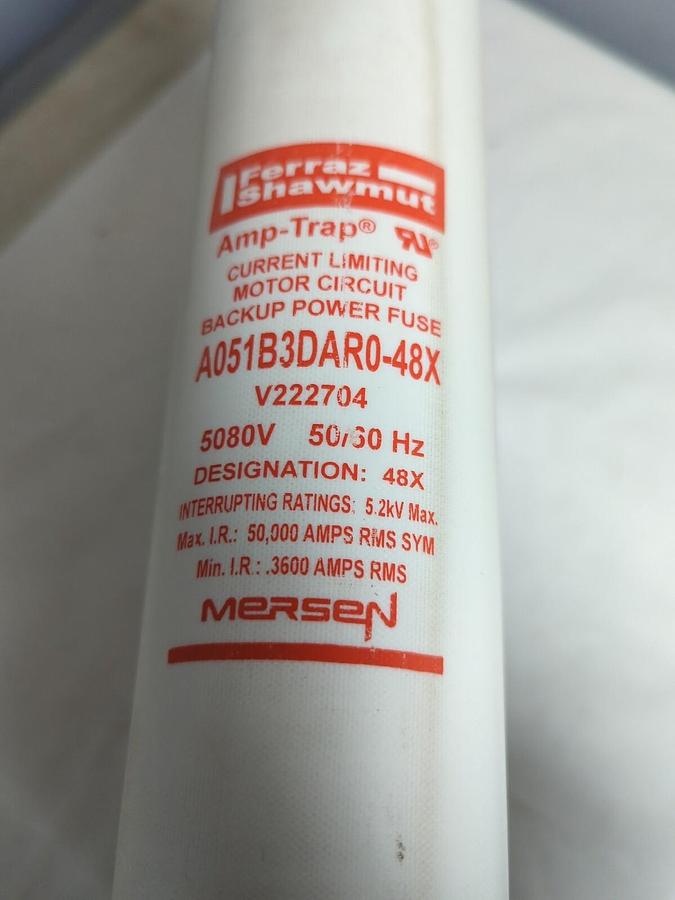 Ferraz
Shawmut
Amp-Trap®
CURRENT LIMITING
MOTOR CIRCUIT
BACKUP POWER FUSE
A051B3DAR0-48X
V222704
5080V 50/60 Hz
DESIGNATION: 48X
INTERRUPTING RATINGS: 5.2kV Max.
Max. I.R.: 50,000 AMPS RMS SYM
Min. I.R.: .3600 AMPS RMS
MERSEN